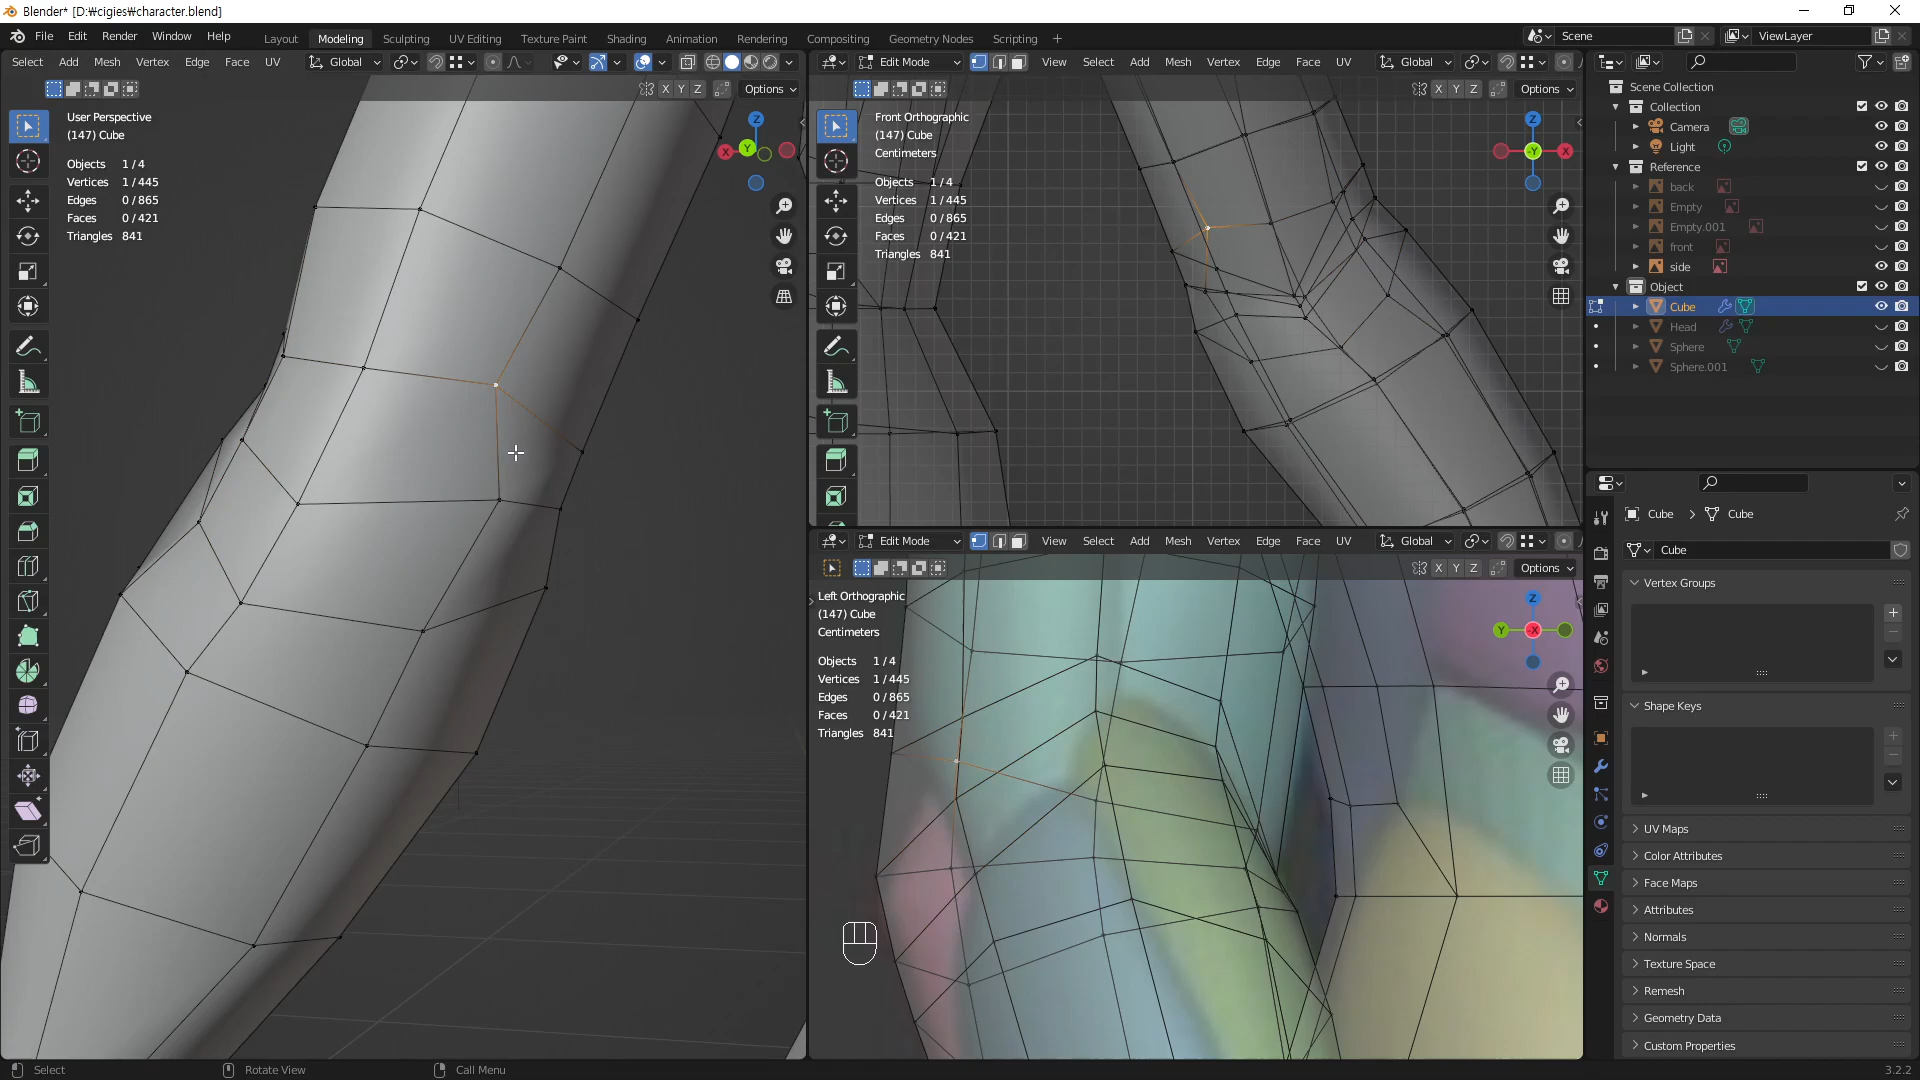 Blender* [D:₩cigies₩character.blend]
File Edit Render Window Help Layout Modeling Sculpting UV Editing Texture Paint Shading Animation Rendering Compositing Geometry Nodes Scripting Scene ViewLayer
Select Add Mesh Vertex Edge Face UV Global
X Y Z Options
User Perspective
(147) Cube
Objects 1/4
Vertices 1/445
Edges 0/865
Faces 0/421
Triangles 841
Z
X
Y
Edit Mode View Select Add Mesh Vertex Edge Face UV Global
X Y Z Options
Front Orthographic
(147) Cube
Centimeters
Objects 1/4
Vertices 1/445
Edges 0/865
Faces 0/421
Triangles 841
Z
-Y
X
Edit Mode View Select Add Mesh Vertex Edge Face UV Global
X Y Z Options
Left Orthographic
(147) Cube
Centimeters
Objects 1/4
Vertices 1/445
Edges 0/865
Faces 0/421
Triangles 841
Z
Y
-X
Scene Collection
Collection
Camera
Light
Reference
back
Empty
Empty.001
front
side
Object
Cube
Head
Sphere
Sphere.001
Cube > Cube
Cube
Vertex Groups
Shape Keys
UV Maps
Color Attributes
Face Maps
Attributes
Normals
Texture Space
Remesh
Geometry Data
Custom Properties
Select Rotate View Call Menu 3.2.2